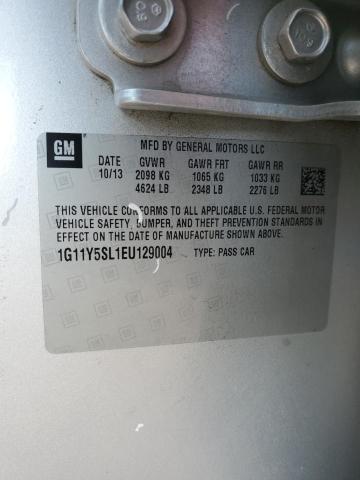 GM
MFD BY GENERAL MOTORS LLC
DATE GVWR GAWR FRT GAWR RR
10/13 2098 KG 1065 KG 1033 KG
4624 LB 2348 LB 2276 LB
THIS VEHICLE CONFORMS TO ALL APPLICABLE U.S. FEDERAL MOTOR
VEHICLE SAFETY, BUMPER, AND THEFT PREVENTION STANDARDS IN
EFFECT ON THE DATE OF MANUFACTURE SHOWN ABOVE.
1G11Y5SL1EU129004 TYPE: PASS CAR